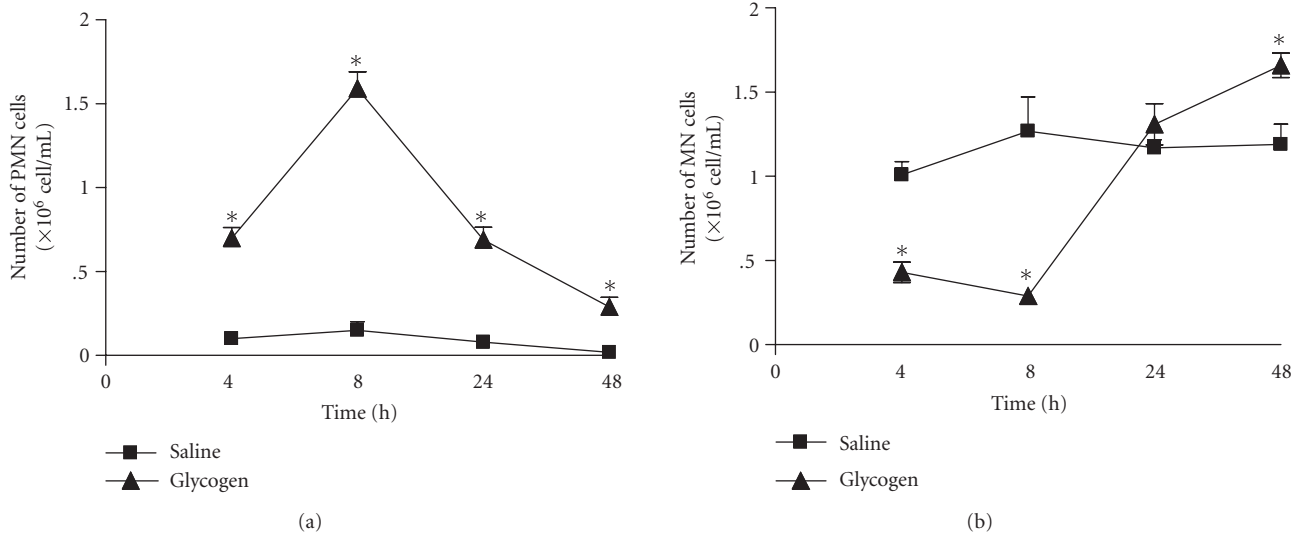 2
1.5
1
.5
0
Number of PMN cells
(×10⁶ cell/mL)
*
*
*
*
0 4 8 24 48
Time (h)
Saline
Glycogen
(a)
2
1.5
1
.5
0
Number of MN cells
(×10⁶ cell/mL)
*
*
*
0 4 8 24 48
Time (h)
Saline
Glycogen
(b)